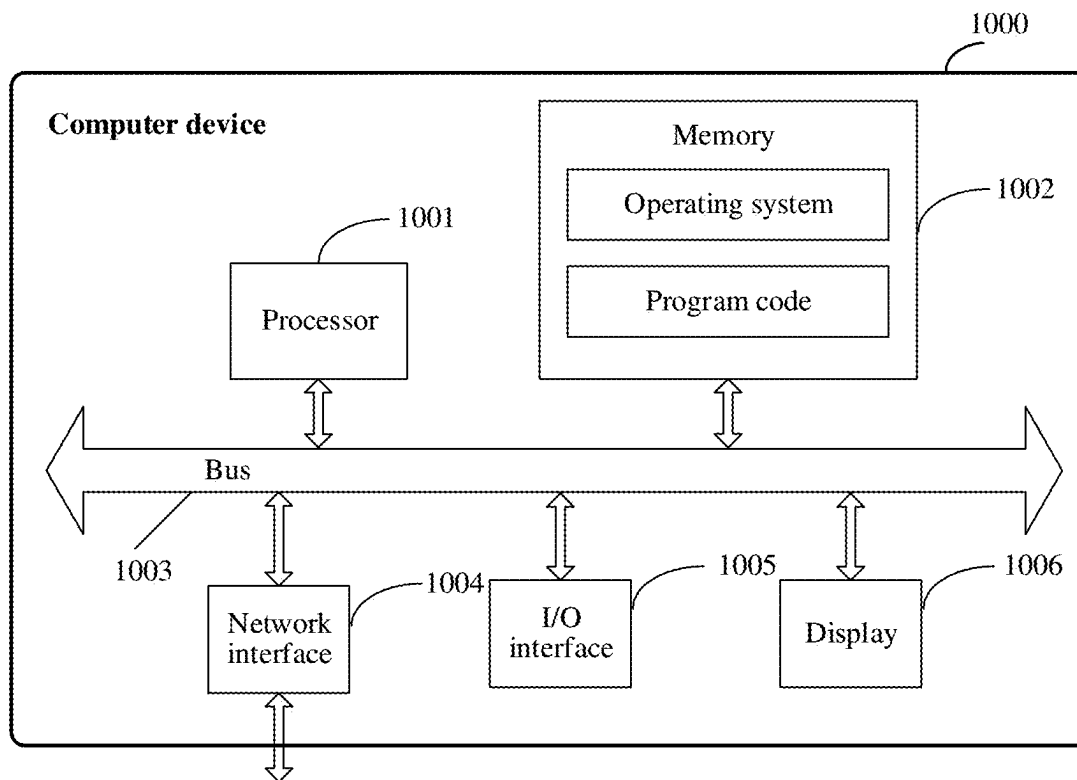 1000
Computer device
Memory
Operating system
Program code
1002
1001
Processor
Bus
1003
1004
Network
interface
1005
I/O
interface
1006
Display